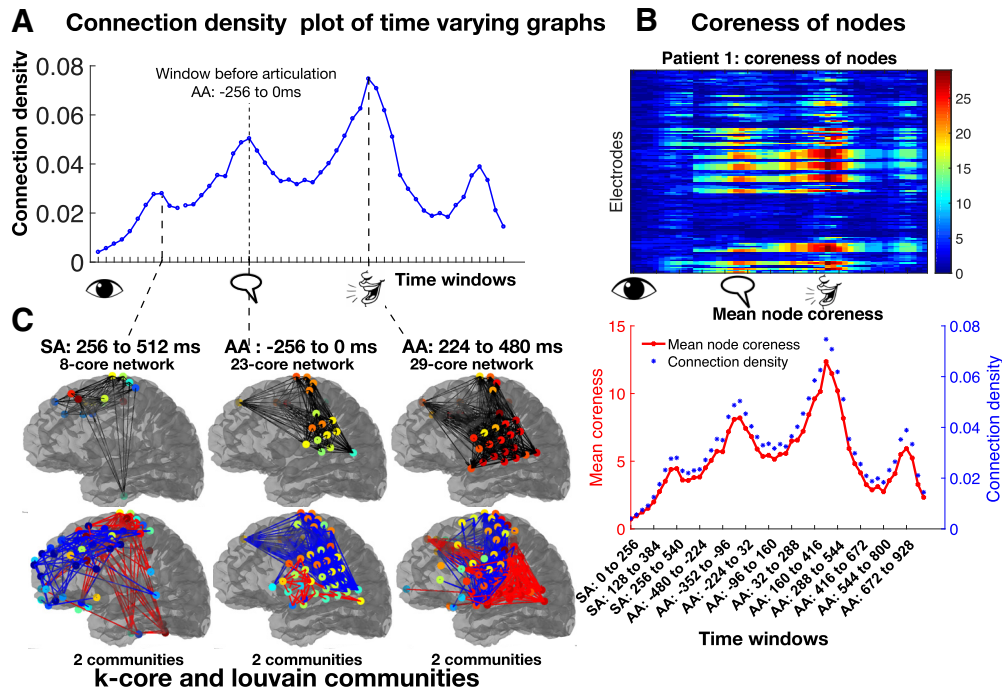 A
Connection density plot of time varying graphs
Window before articulation
AA: -256 to 0ms
Connection density
0.08
0.06
0.04
0.02
0
Time windows
B
Coreness of nodes
Patient 1: coreness of nodes
Electrodes
25
20
15
10
5
0
C
SA: 256 to 512 ms
8-core network
AA : -256 to 0 ms
23-core network
AA: 224 to 480 ms
29-core network
2 communities
2 communities
2 communities
k-core and louvain communities
Mean node coreness
Mean node coreness
Connection density
Mean coreness
15
10
5
0
Connection density
0.08
0.06
0.04
0.02
0
SA: 0 to 256
SA: 128 to 384
SA: 256 to 540
AA: -480 to -224
AA: -352 to -96
AA: -224 to 32
AA: -96 to 160
AA: 32 to 288
AA: 160 to 416
AA: 288 to 544
AA: 416 to 672
AA: 544 to 800
AA: 672 to 928
Time windows